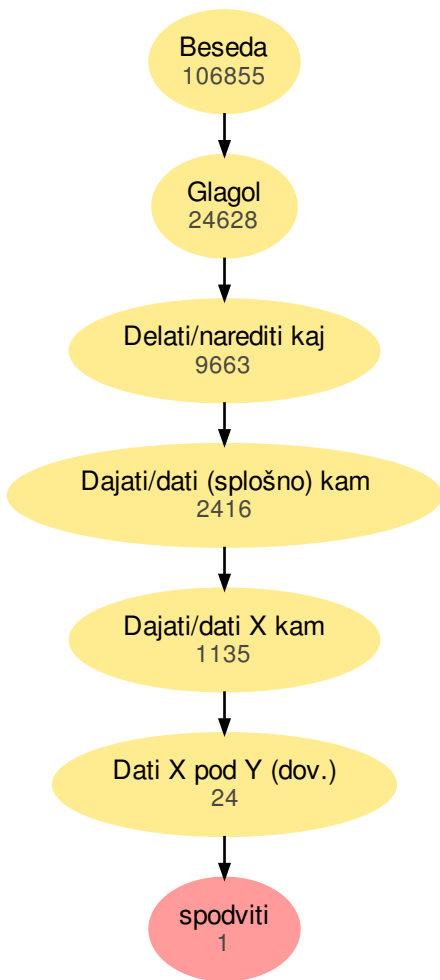 Beseda
106855
Glagol
24628
Delati/narediti kaj
9663
Dajati/dati (splošno) kam
2416
Dajati/dati X kam
1135
Dati X pod Y (dov.)
24
spodviti
1